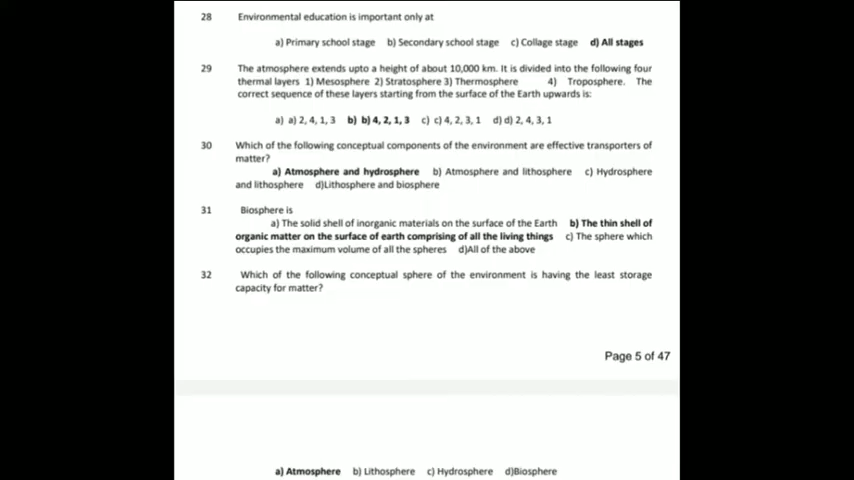 28 Environmental education is important only at
a) Primary school stage b) Secondary school stage c) Collage stage d) All stages
29 The atmosphere extends upto a height of about 10,000 km. It is divided into the following four
thermal layers 1) Mesosphere 2) Stratosphere 3) Thermosphere 4) Troposphere. The
correct sequence of these layers starting from the surface of the Earth upwards is:
a) a) 2, 4, 1, 3 b) b) 4, 2, 1, 3 c) c) 4, 2, 3, 1 d) d) 2, 4, 3, 1
30 Which of the following conceptual components of the environment are effective transporters of
matter?
a) Atmosphere and hydrosphere b) Atmosphere and lithosphere c) Hydrosphere
and lithosphere d)Lithosphere and biosphere
31 Biosphere is
a) The solid shell of inorganic materials on the surface of the Earth b) The thin shell of
organic matter on the surface of earth comprising of all the living things c) The sphere which
occupies the maximum volume of all the spheres d)All of the above
32 Which of the following conceptual sphere of the environment is having the least storage
capacity for matter?
Page 5 of 47
a) Atmosphere b) Lithosphere c) Hydrosphere d)Biosphere